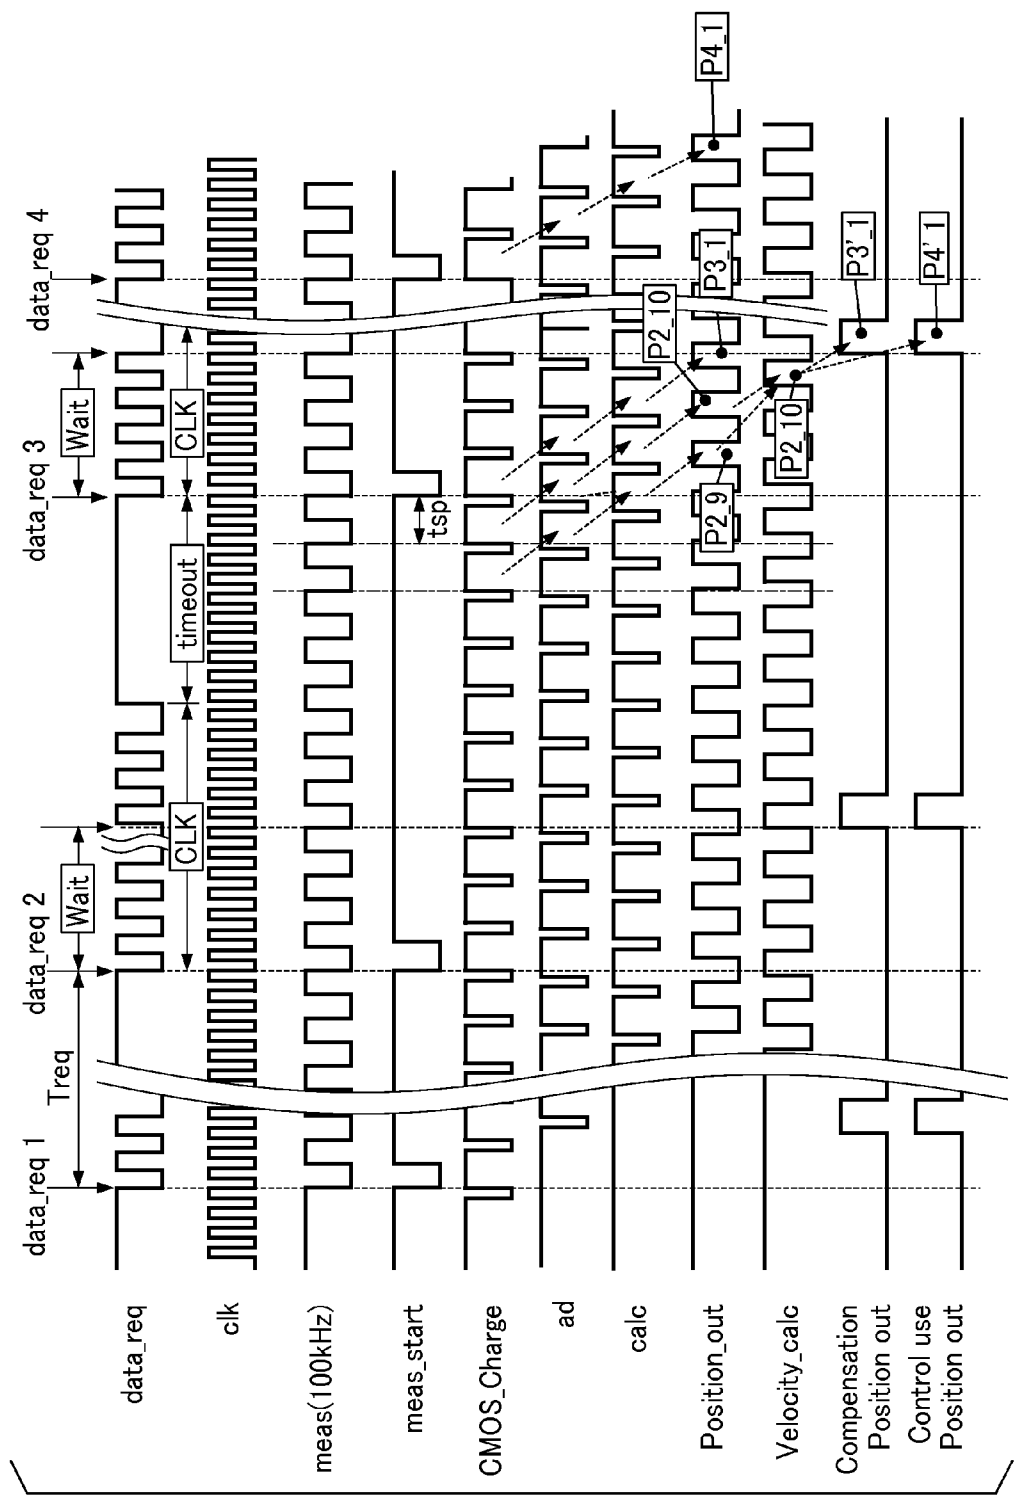 data_req 1
data_req 2
data_req 3
data_req 4
Treq
Wait
Wait
CLK
timeout
CLK
data_req
clk
meas(100kHz)
meas_start
tsp
CMOS_Charge
ad
calc
Position_out
P2_9
P2_10
P3_1
P4_1
Velocity_calc
P2_10
Compensation
Position out
P3'_1
Control use
Position out
P4'_1